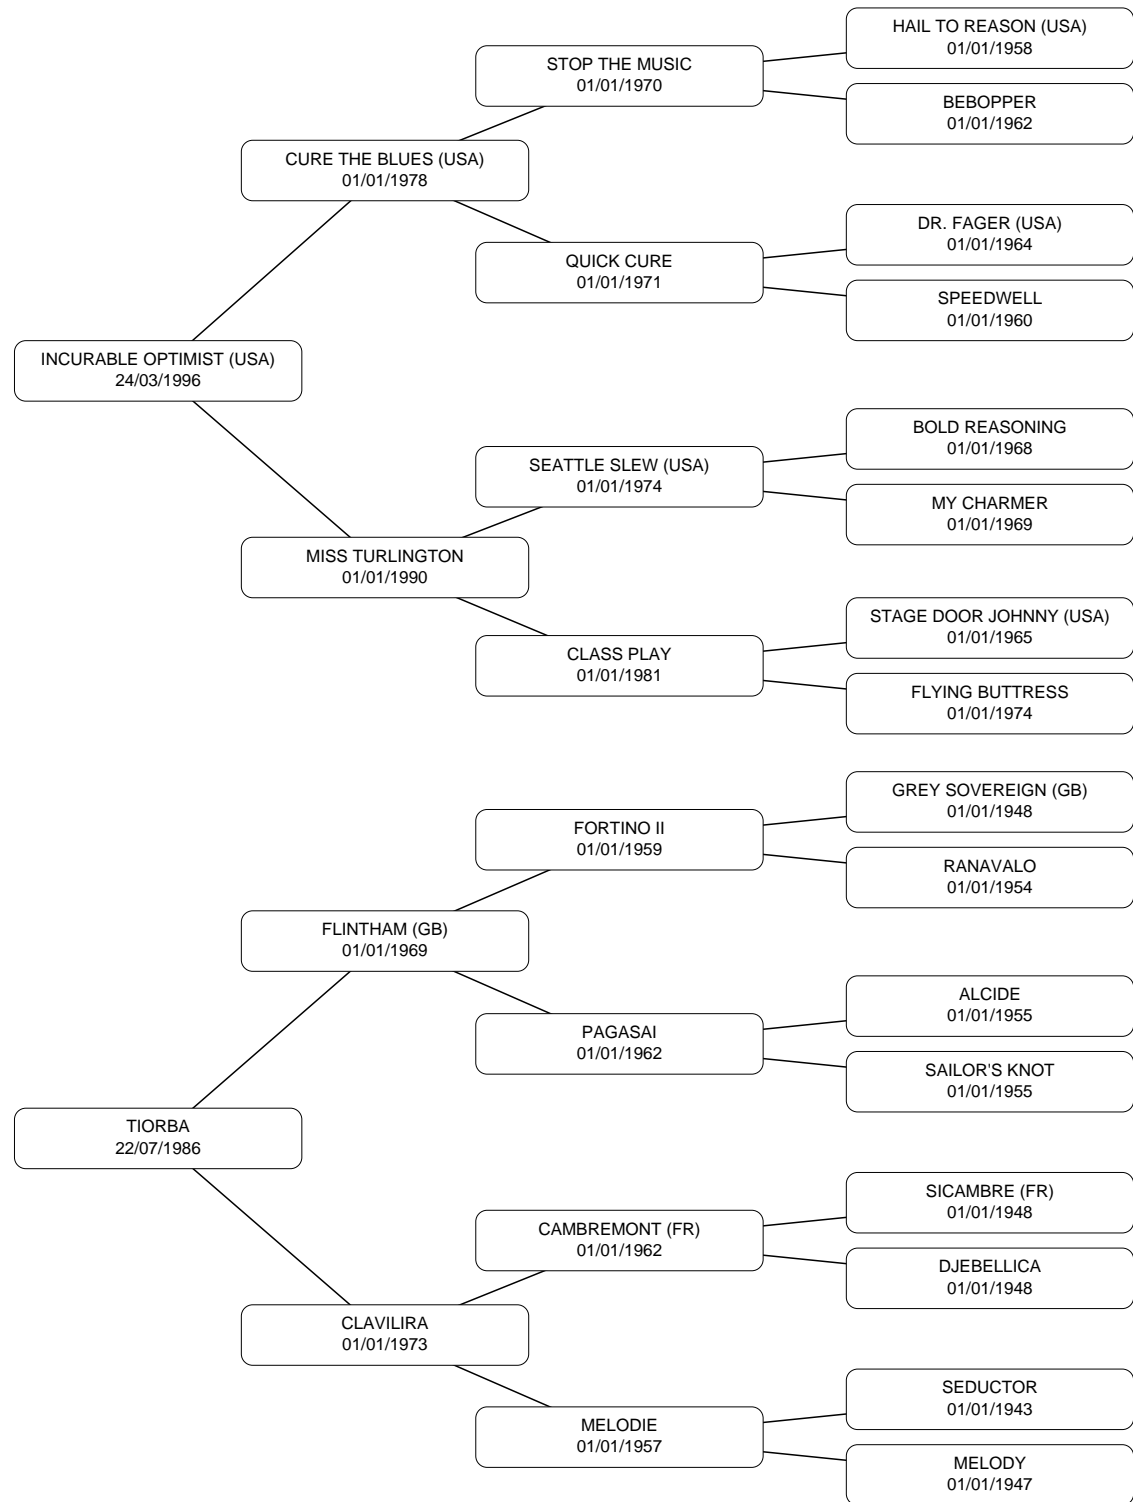 HAIL TO REASON (USA)
01/01/1958
STOP THE MUSIC
01/01/1970
BEBOPPER
01/01/1962
CURE THE BLUES (USA)
01/01/1978
DR. FAGER (USA)
01/01/1964
QUICK CURE
01/01/1971
SPEEDWELL
01/01/1960
INCURABLE OPTIMIST (USA)
24/03/1996
BOLD REASONING
01/01/1968
SEATTLE SLEW (USA)
01/01/1974
MY CHARMER
01/01/1969
MISS TURLINGTON
01/01/1990
STAGE DOOR JOHNNY (USA)
01/01/1965
CLASS PLAY
01/01/1981
FLYING BUTTRESS
01/01/1974
GREY SOVEREIGN (GB)
01/01/1948
FORTINO II
01/01/1959
RANAVALO
01/01/1954
FLINTHAM (GB)
01/01/1969
ALCIDE
01/01/1955
PAGASAI
01/01/1962
SAILOR'S KNOT
01/01/1955
TIORBA
22/07/1986
SICAMBRE (FR)
01/01/1948
CAMBREMONT (FR)
01/01/1962
DJEBELLICA
01/01/1948
CLAVILIRA
01/01/1973
SEDUCTOR
01/01/1943
MELODIE
01/01/1957
MELODY
01/01/1947